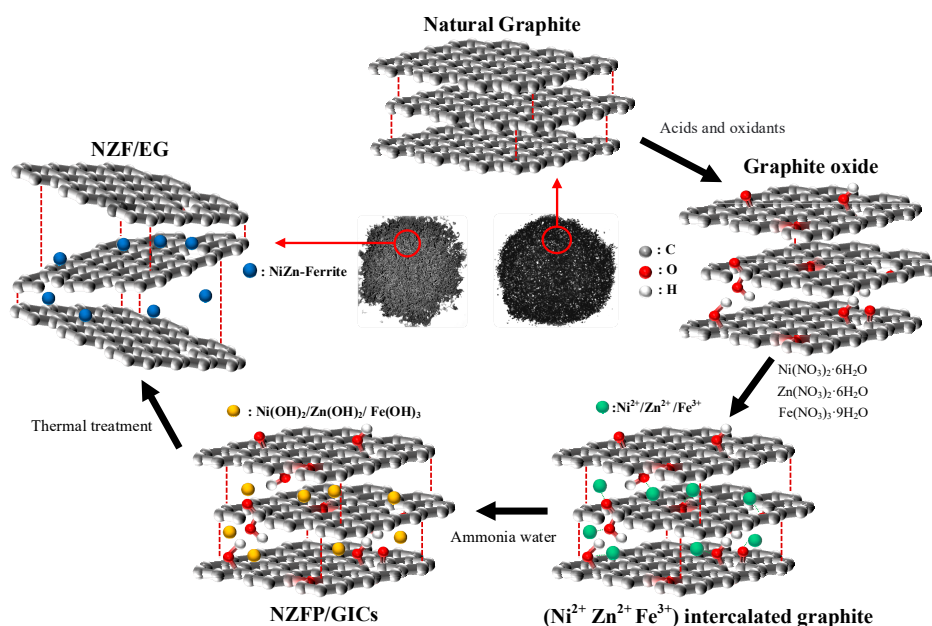 Natural Graphite
Acids and oxidants
Graphite oxide
: C
: O
: H
Ni(NO₃)₂·6H₂O
Zn(NO₃)₂·6H₂O
Fe(NO₃)₃·9H₂O
:Ni²⁺/Zn²⁺/Fe³⁺
(Ni²⁺ Zn²⁺ Fe³⁺) intercalated graphite
Ammonia water
: Ni(OH)₂/Zn(OH)₂/ Fe(OH)₃
NZFP/GICs
Thermal treatment
NZF/EG
: NiZn-Ferrite